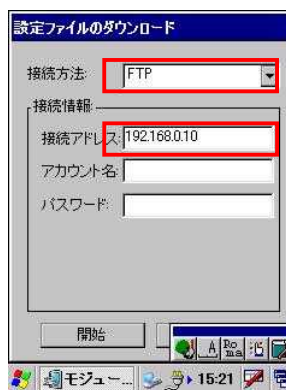 設定ファイルのダウンロード
接続方法: FTP
接続情報:
接続アドレス: 192.168.0.10
アカウント名:
パスワード:
開始
A Roma
モジュー... 15:21